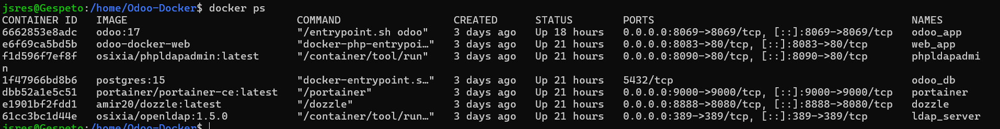 jsres@Gespeto:/home/Odoo-Docker$ docker ps
CONTAINER ID   IMAGE                           COMMAND                  CREATED      STATUS        PORTS                                         NAMES
6662853e8adc   odoo:17                         "/entrypoint.sh odoo"    3 days ago   Up 18 hours   0.0.0.0:8069->8069/tcp, [::]:8069->8069/tcp   odoo_app
e6f69ca5bd5b   odoo-docker-web                 "docker-php-entrypoi…"   3 days ago   Up 21 hours   0.0.0.0:8083->80/tcp, [::]:8083->80/tcp       web_app
f1d596f7ef8f   osixia/phpldapadmin:latest      "/container/tool/run"    3 days ago   Up 21 hours   0.0.0.0:8090->80/tcp, [::]:8090->80/tcp       phpldapadmi
n
1f47966bd8b6   postgres:15                     "docker-entrypoint.s…"   3 days ago   Up 21 hours   5432/tcp                                      odoo_db
dbb52a1e5c51   portainer/portainer-ce:latest   "/portainer"             3 days ago   Up 21 hours   0.0.0.0:9000->9000/tcp, [::]:9000->9000/tcp   portainer
e1901bf2fdd1   amir20/dozzle:latest            "/dozzle"                3 days ago   Up 21 hours   0.0.0.0:8888->8080/tcp, [::]:8888->8080/tcp   dozzle
61cc3bc1d44e   osixia/openldap:1.5.0           "/container/tool/run…"   3 days ago   Up 21 hours   0.0.0.0:389->389/tcp, [::]:389->389/tcp       ldap_server
jsres@Gespeto:/home/Odoo-Docker$